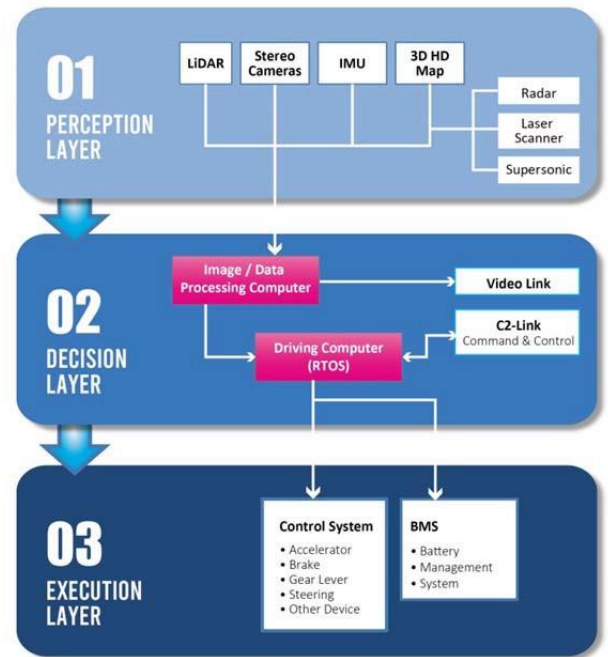 01
PERCEPTION
LAYER
LiDAR
Stereo
Cameras
IMU
3D HD
Map
Radar
Laser
Scanner
Supersonic
02
DECISION
LAYER
Image / Data
Processing Computer
Video Link
Driving Computer
(RTOS)
C2-Link
Command & Control
03
EXECUTION
LAYER
Control System
• Accelerator
• Brake
• Gear Lever
• Steering
• Other Device
BMS
• Battery
• Management
• System